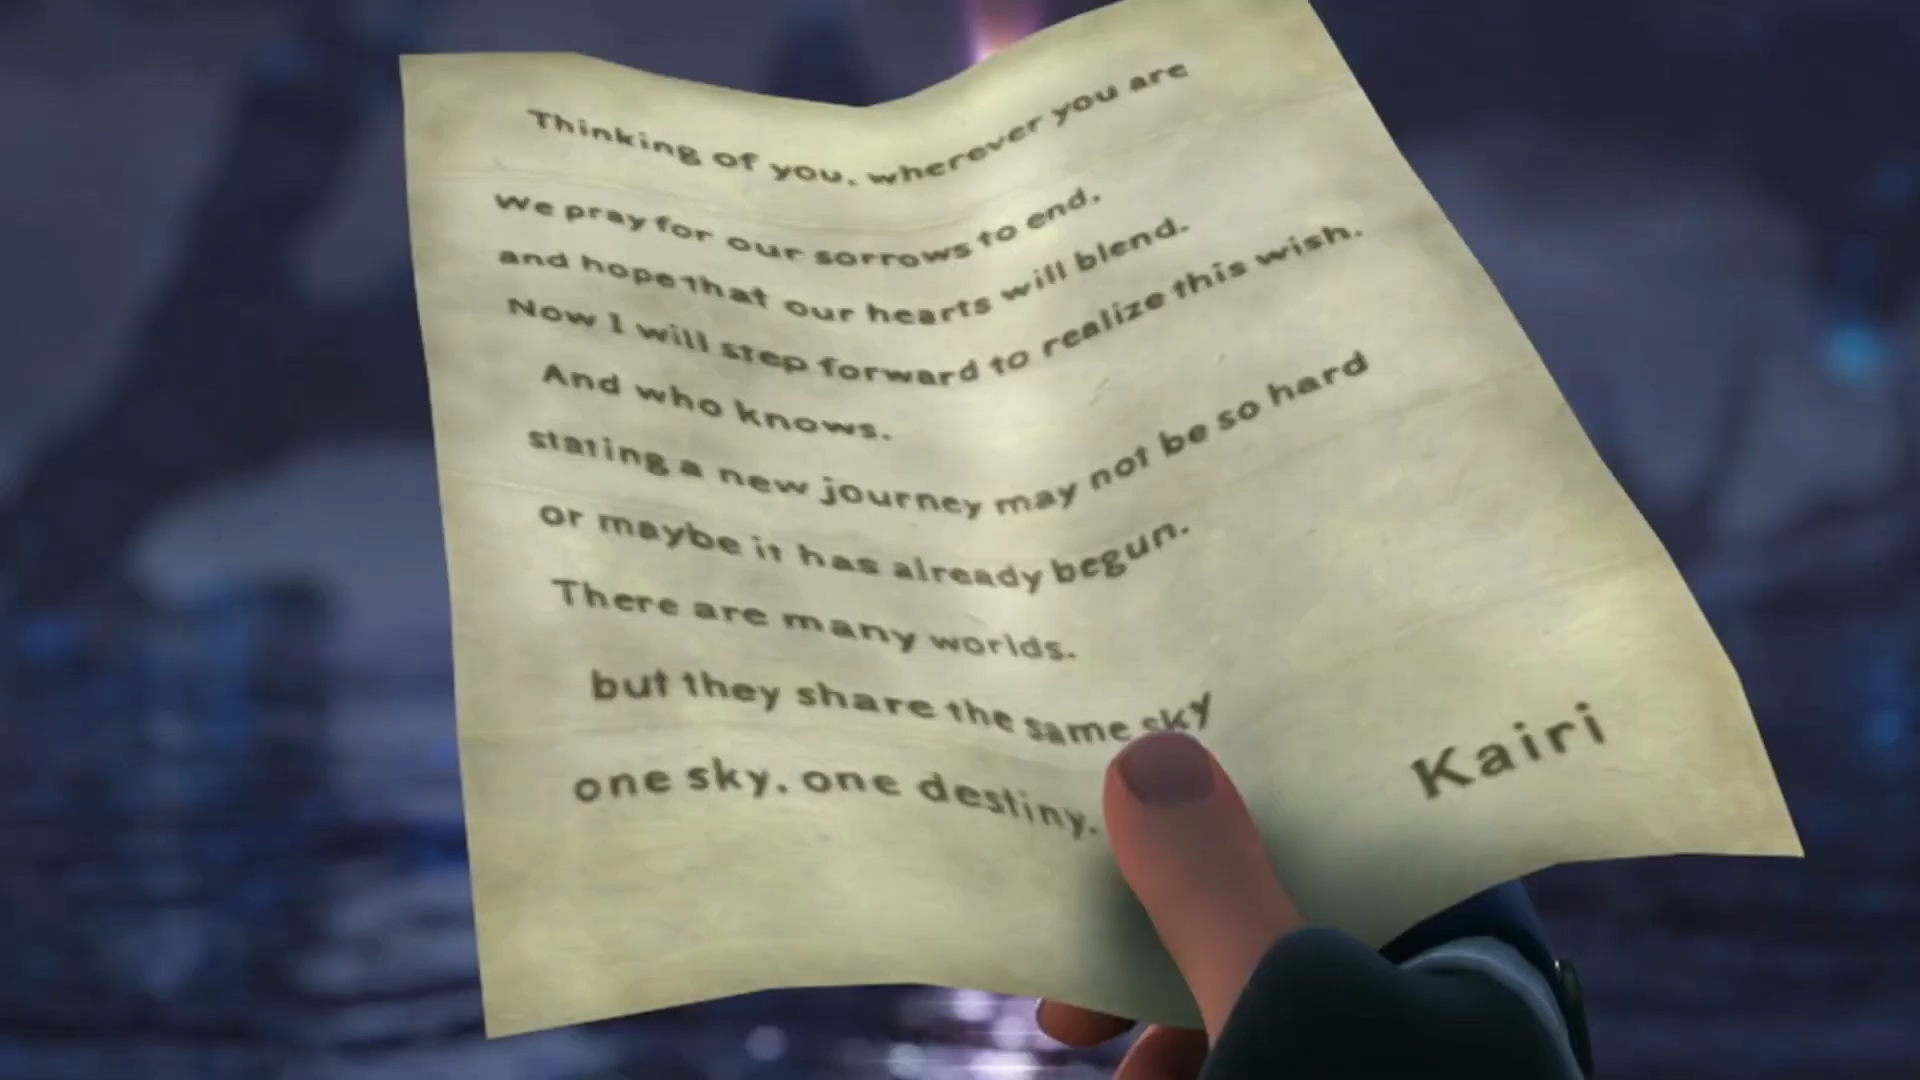 Thinking of you, wherever you are
We pray for our sorrows to end,
and hope that our hearts will blend.
Now I will step forward to realize this wish.
And who knows,
stating a new journey may not be so hard
or maybe it has already begun.
There are many worlds,
but they share the same sky
one sky, one destiny.
Kairi